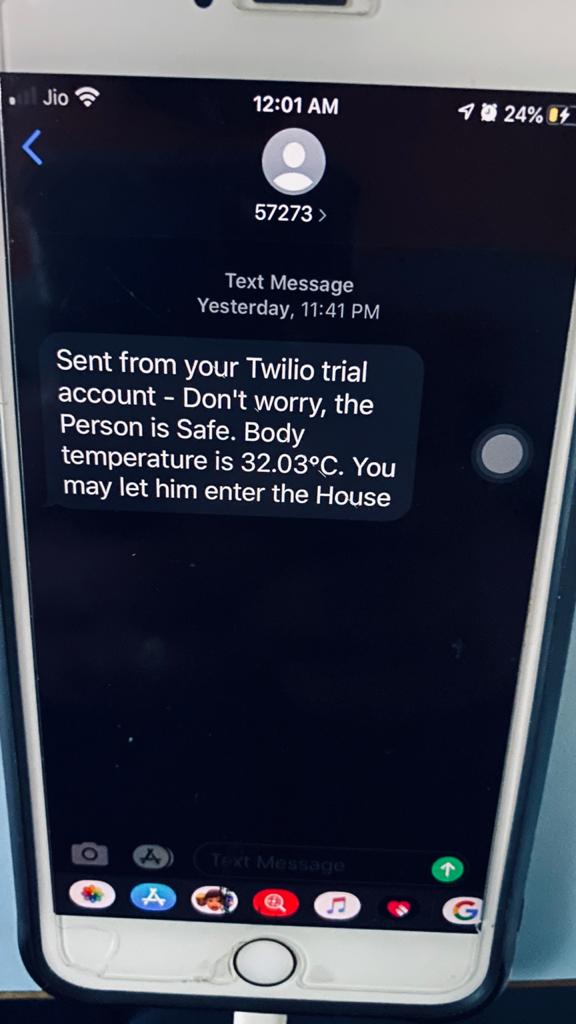 Jio 12:01 AM 24%
57273 >
Text Message
Yesterday, 11:41 PM
Sent from your Twilio trial
account - Don't worry, the
Person is Safe. Body
temperature is 32.03°C. You
may let him enter the House
Text Message
G